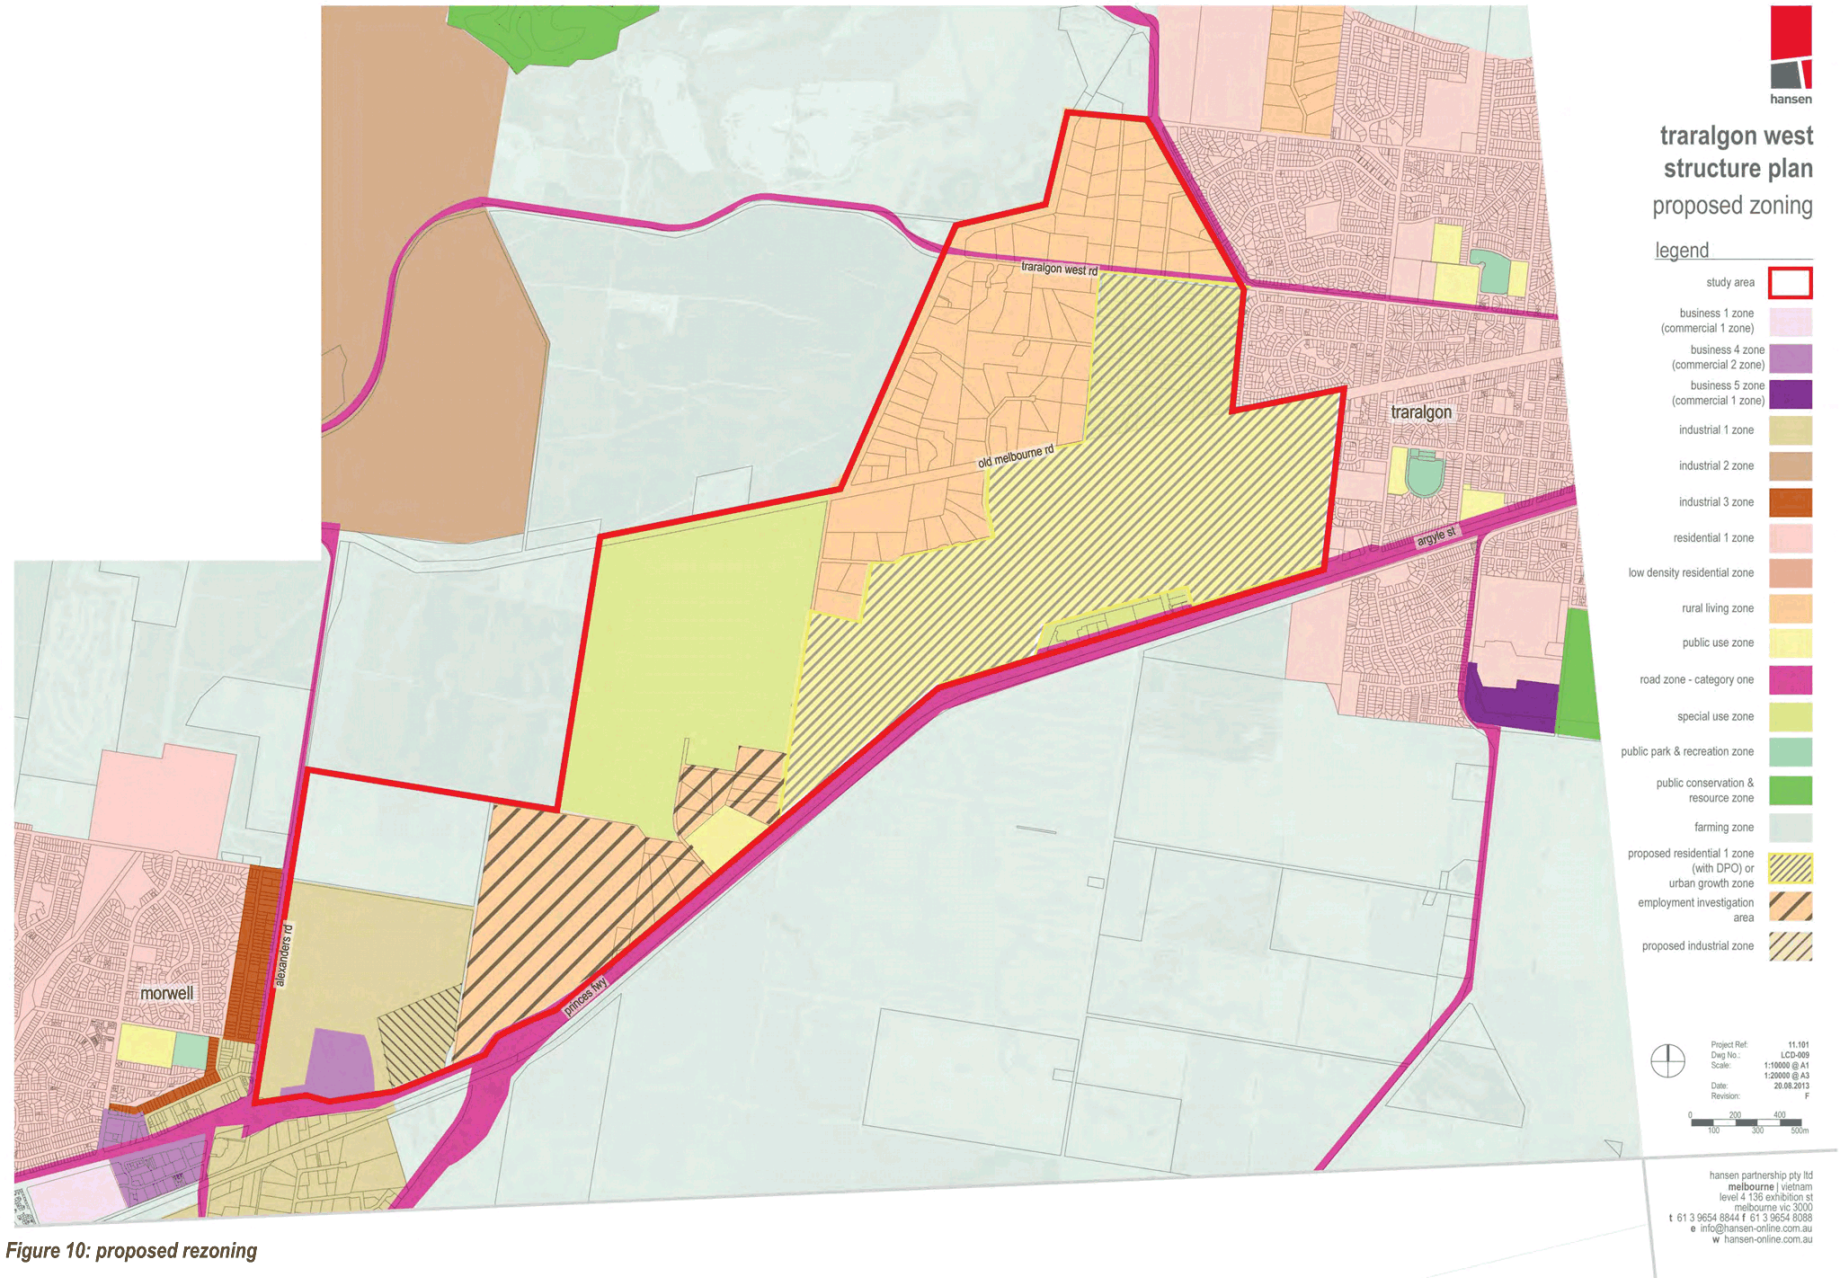 hansen
traralgon west
structure plan
proposed zoning
legend
study area
business 1 zone
(commercial 1 zone)
business 4 zone
(commercial 2 zone)
business 5 zone
(commercial 1 zone)
industrial 1 zone
industrial 2 zone
industrial 3 zone
residential 1 zone
low density residential zone
rural living zone
public use zone
road zone - category one
special use zone
public park & recreation zone
public conservation &
resource zone
farming zone
proposed residential 1 zone
(with DPO) or
urban growth zone
employment investigation
area
proposed industrial zone
traralgon west rd
old melbourne rd
traralgon
argyle st
alexanders rd
morwell
princes fwy
Project Ref: 11.101
Dwg No.: LCD-009
Scale: 1:10000 @ A1
1:20000 @ A3
Date: 20.08.2013
Revision: F
0 200 400
100 300 500m
hansen partnership pty ltd
melbourne | vietnam
level 4 136 exhibition st
melbourne vic 3000
t 61 3 9654 8844 f 61 3 9654 8088
e info@hansen-online.com.au
w hansen-online.com.au
Figure 10: proposed rezoning